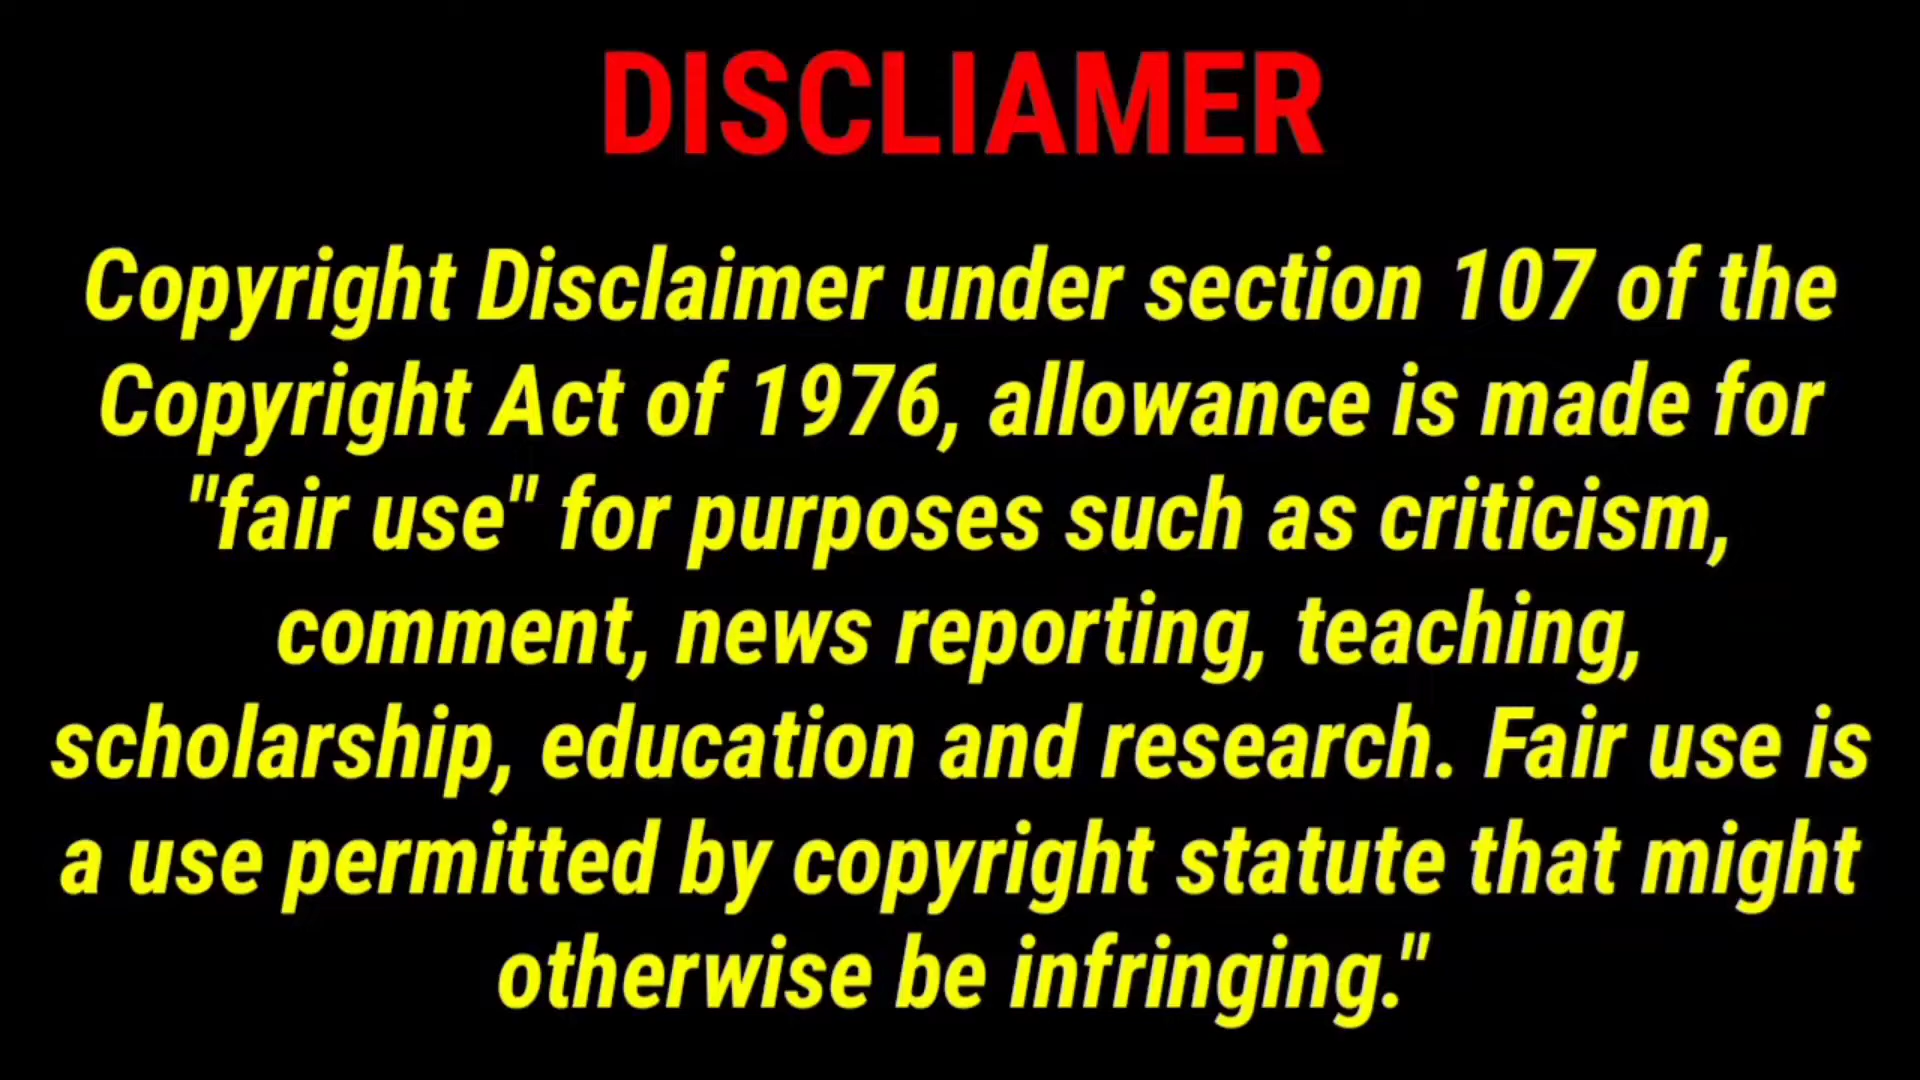 DISCLIAMER
Copyright Disclaimer under section 107 of the
Copyright Act of 1976, allowance is made for
"fair use" for purposes such as criticism,
comment, news reporting, teaching,
scholarship, education and research. Fair use is
a use permitted by copyright statute that might
otherwise be infringing."